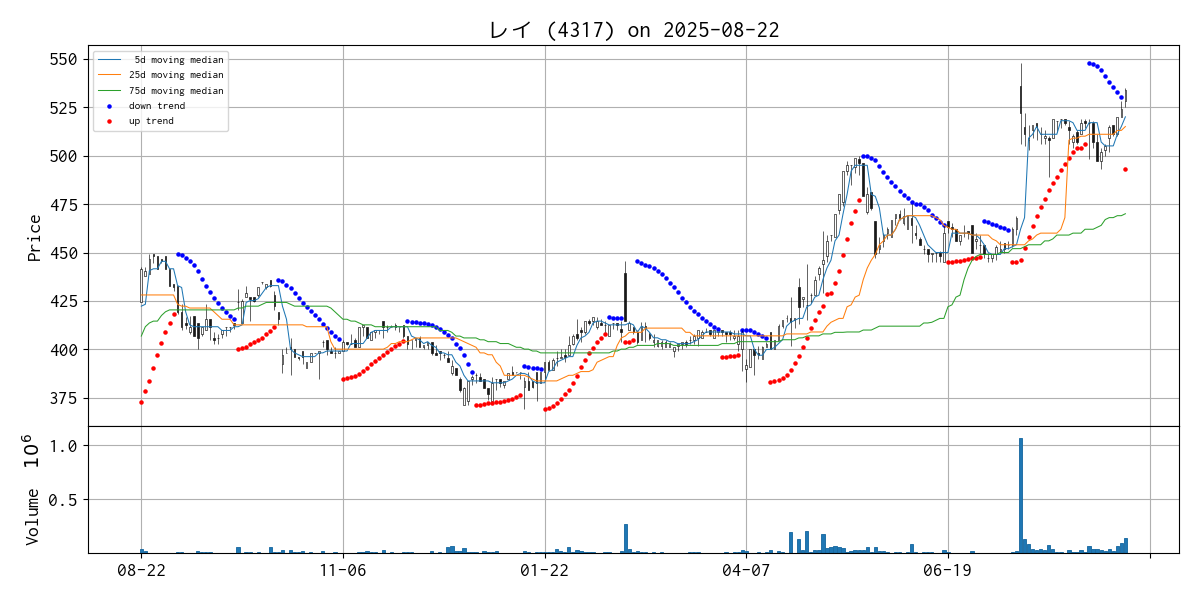 レイ (4317) on 2025-08-22
550
525
500
475
450
425
400
375
Price
5d moving median
25d moving median
75d moving median
down trend
up trend
1.0
0.5
Volume 10^6
08-22
11-06
01-22
04-07
06-19